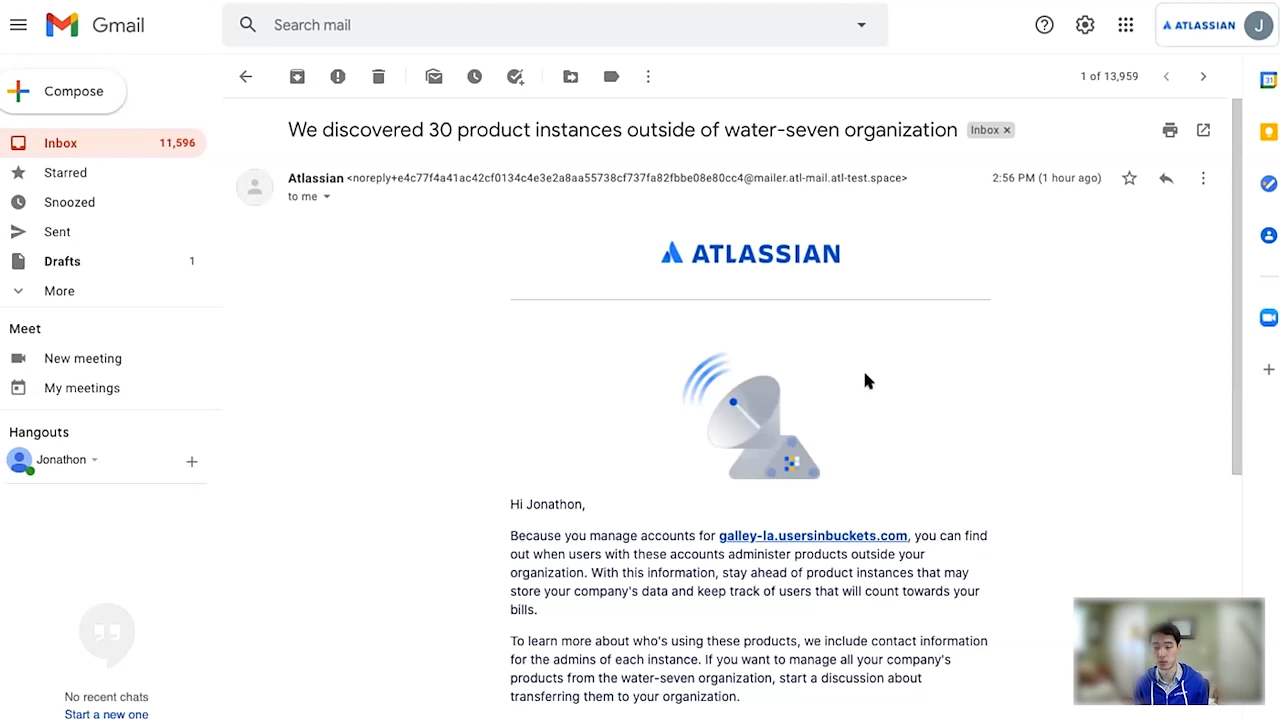 Gmail
Search mail
ATLASSIAN
J
Compose
1 of 13,959
Inbox 11,596
Starred
Snoozed
Sent
Drafts 1
More
Meet
New meeting
My meetings
Hangouts
Jonathon
No recent chats
Start a new one
We discovered 30 product instances outside of water-seven organization Inbox ×
Atlassian <noreply+e4c77f4a41ac42cf0134c4e3e2a8aa55738cf737fa82fbbe08e80cc4@mailer.atl-mail.atl-test.space> 2:56 PM (1 hour ago)
to me
ATLASSIAN
Hi Jonathon,
Because you manage accounts for galley-la.usersinbuckets.com, you can find
out when users with these accounts administer products outside your
organization. With this information, stay ahead of product instances that may
store your company's data and keep track of users that will count towards your
bills.
To learn more about who's using these products, we include contact information
for the admins of each instance. If you want to manage all your company's
products from the water-seven organization, start a discussion about
transferring them to your organization.
31